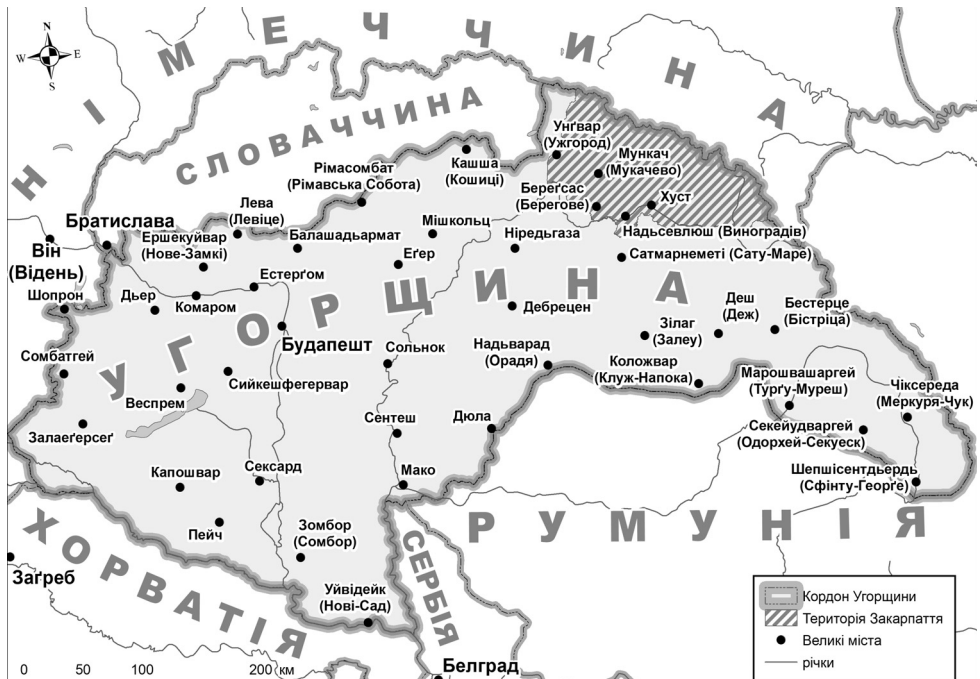 N
W E
S
НІМЕЧЧИНА
СЛОВАЧЧИНА
Унґвар
(Ужгород)
Кашша
(Кошиці)
Мункач
(Мукачево)
Рімасомбат
(Рімавська Собота)
Береґсас
(Берегове)
Хуст
Лева
(Левіце)
Мішкольц
Братислава
Надьсевлюш (Виноградів)
Ершекуйвар
(Нове-Замкі)
Балашадьармат
Ніредьгаза
Він
(Відень)
Сатмарнеметі (Сату-Маре)
Еґер
Естерґом
Шопрон
Дьер
Комаром
УГОРЩИНА
Дебрецен
Деш
(Деж)
Бестерце
(Бістріца)
Зілаг
(Залеу)
Будапешт
Сольнок
Надьварад
(Орадя)
Сомбатгей
Коложвар
(Клуж-Напока)
Марошвашаргей
(Турґу-Муреш)
Сийкешфегервар
Чіксереда
(Меркуря-Чук)
Веспрем
Сентеш
Дюла
Секейудваргей
(Одорхей-Секуеск)
Залаеґерсеґ
Капошвар
Сексард
Мако
Шепшісентдьердь
(Сфінту-Георґе)
РУМУНІЯ
Пейч
Зомбор
(Сомбор)
ХОРВАТІЯ
СЕРБІЯ
Заґреб
Уйвідейк
(Нові-Сад)
Кордон Угорщини
Територія Закарпаття
Великі міста
річки
Белград
0 50 100 200 км